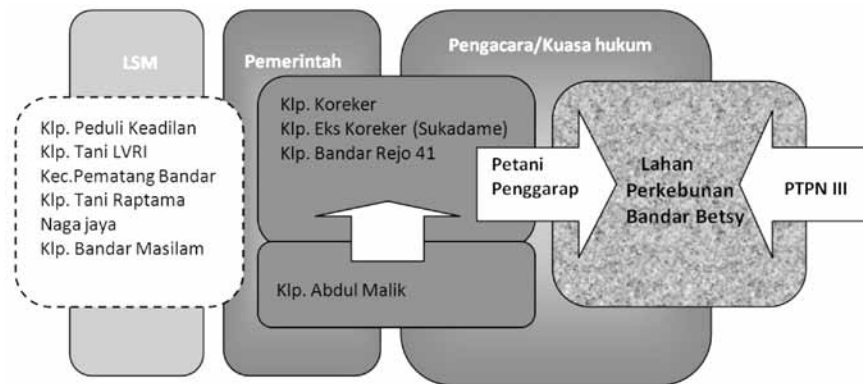 LSM
Pemerintah
Pengacara/Kuasa hukum
Klp. Peduli Keadilan
Klp. Tani LVRI
Kec.Pematang Bandar
Klp. Tani Raptama
Naga jaya
Klp. Bandar Masilam
Klp. Koreker
Klp. Eks Koreker (Sukadame)
Klp. Bandar Rejo 41
Klp. Abdul Malik
Petani
Penggarap
Lahan
Perkebunan
Bandar Betsy
PTPN III